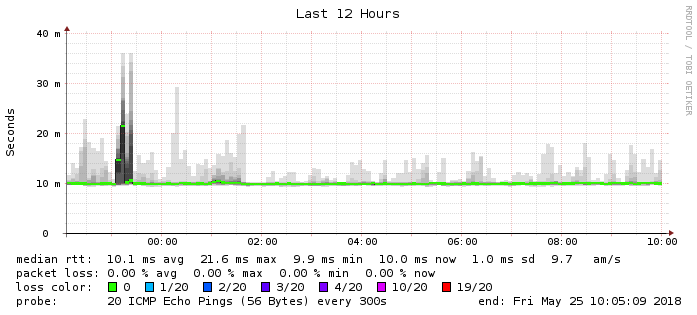 Last 12 Hours
RRDTOOL / TOBI OETIKER
Seconds
40 m
30 m
20 m
10 m
0
00:00 02:00 04:00 06:00 08:00 10:00
median rtt: 10.1 ms avg 21.6 ms max 9.9 ms min 10.0 ms now 1.0 ms sd 9.7 am/s
packet loss: 0.00 % avg 0.00 % max 0.00 % min 0.00 % now
loss color: 0 1/20 2/20 3/20 4/20 10/20 19/20
probe: 20 ICMP Echo Pings (56 Bytes) every 300s end: Fri May 25 10:05:09 2018